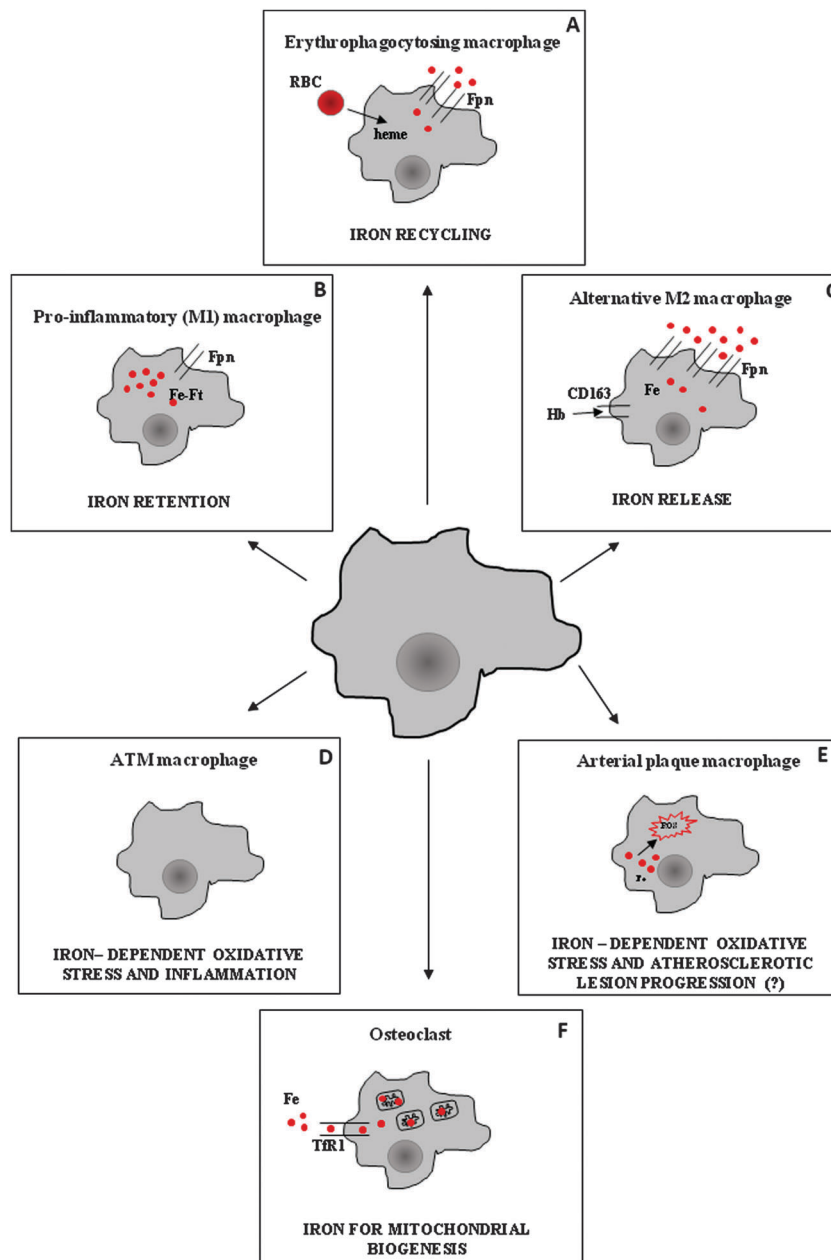 A
Erythrophagocytosing macrophage
RBC
Fpn
heme
IRON RECYCLING
B
Pro-inflammatory (M1) macrophage
Fpn
Fe-Ft
IRON RETENTION
C
Alternative M2 macrophage
Fpn
Fe
CD163
Hb
IRON RELEASE
D
ATM macrophage
IRON– DEPENDENT OXIDATIVE
STRESS AND INFLAMMATION
E
Arterial plaque macrophage
ROS
IRON – DEPENDENT OXIDATIVE
STRESS AND ATHEROSCLEROTIC
LESION PROGRESSION (?)
F
Osteoclast
Fe
TfR1
IRON FOR MITOCHONDRIAL
BIOGENESIS